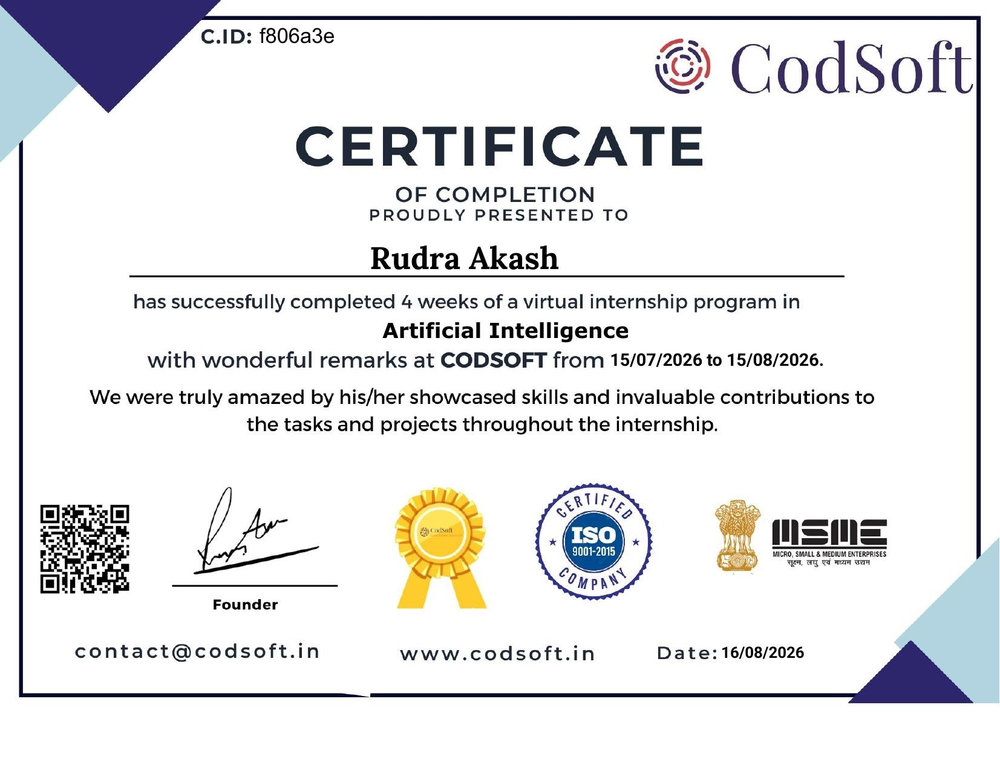 C.ID: f806a3e
CodSoft
CERTIFICATE
OF COMPLETION
PROUDLY PRESENTED TO
Rudra Akash
has successfully completed 4 weeks of a virtual internship program in
Artificial Intelligence
with wonderful remarks at CODSOFT from 15/07/2026 to 15/08/2026.
We were truly amazed by his/her showcased skills and invaluable contributions to
the tasks and projects throughout the internship.
CodSoft
CERTIFIED
ISO
9001-2015
COMPANY
MSME
MICRO, SMALL & MEDIUM ENTERPRISES
सूक्ष्म, लघु एवं मध्यम उद्यम
Founder
contact@codsoft.in
www.codsoft.in
Date: 16/08/2026